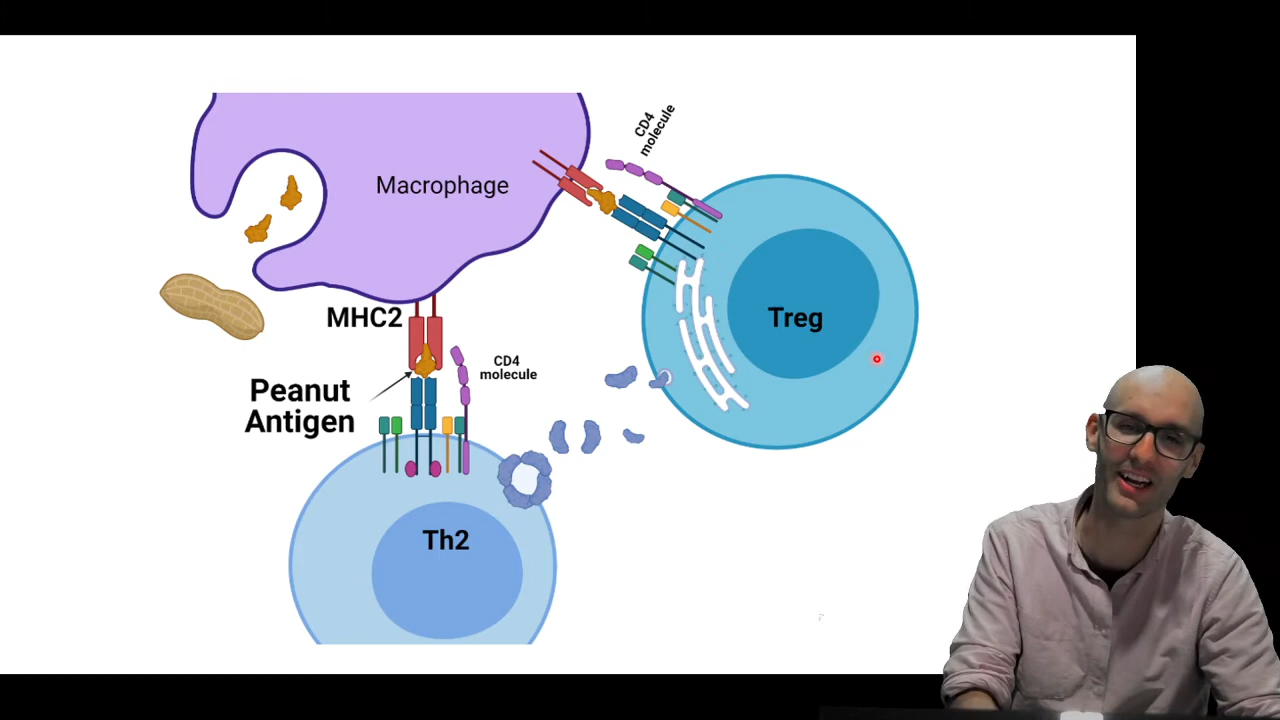 CD4
molecule
Macrophage
MHC2
Treg
CD4
molecule
Peanut
Antigen
Th2